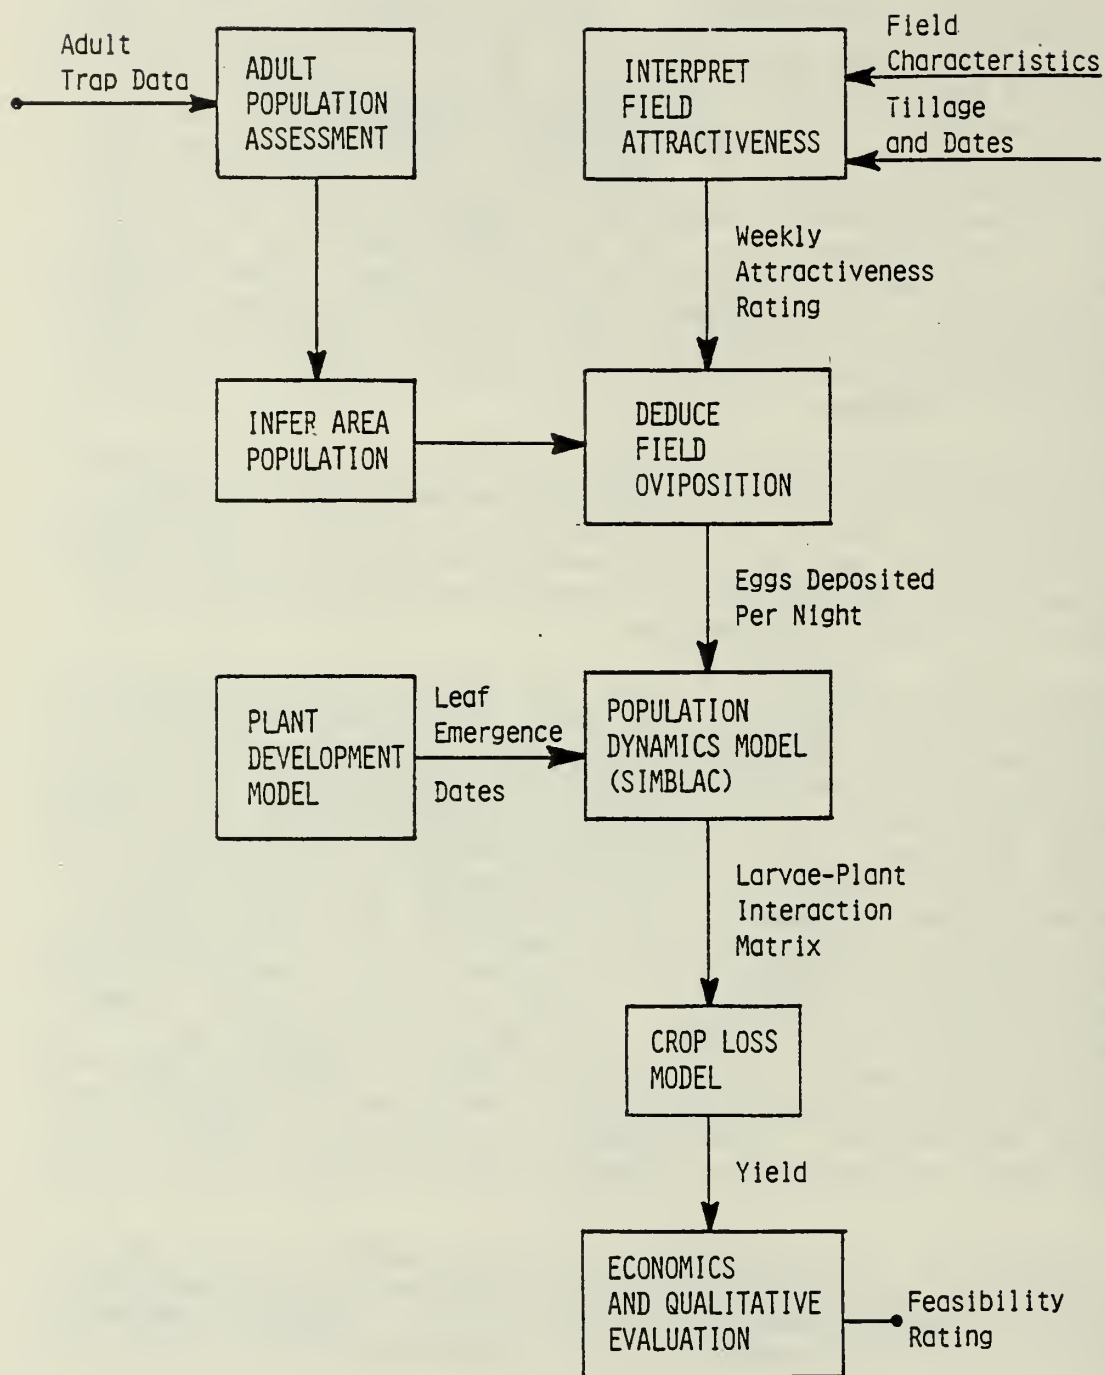 Adult
Trap Data
ADULT
POPULATION
ASSESSMENT
INTERPRET
FIELD
ATTRACTIVENESS
Field
Characteristics
Tillage
and Dates
Weekly
Attractiveness
Rating
INFER AREA
POPULATION
DEDUCE
FIELD
OVIPOSITION
Eggs Deposited
Per Night
PLANT
DEVELOPMENT
MODEL
Leaf
Emergence
Dates
POPULATION
DYNAMICS MODEL
(SIMBLAC)
Larvae-Plant
Interaction
Matrix
CROP LOSS
MODEL
Yield
ECONOMICS
AND QUALITATIVE
EVALUATION
Feasibility
Rating